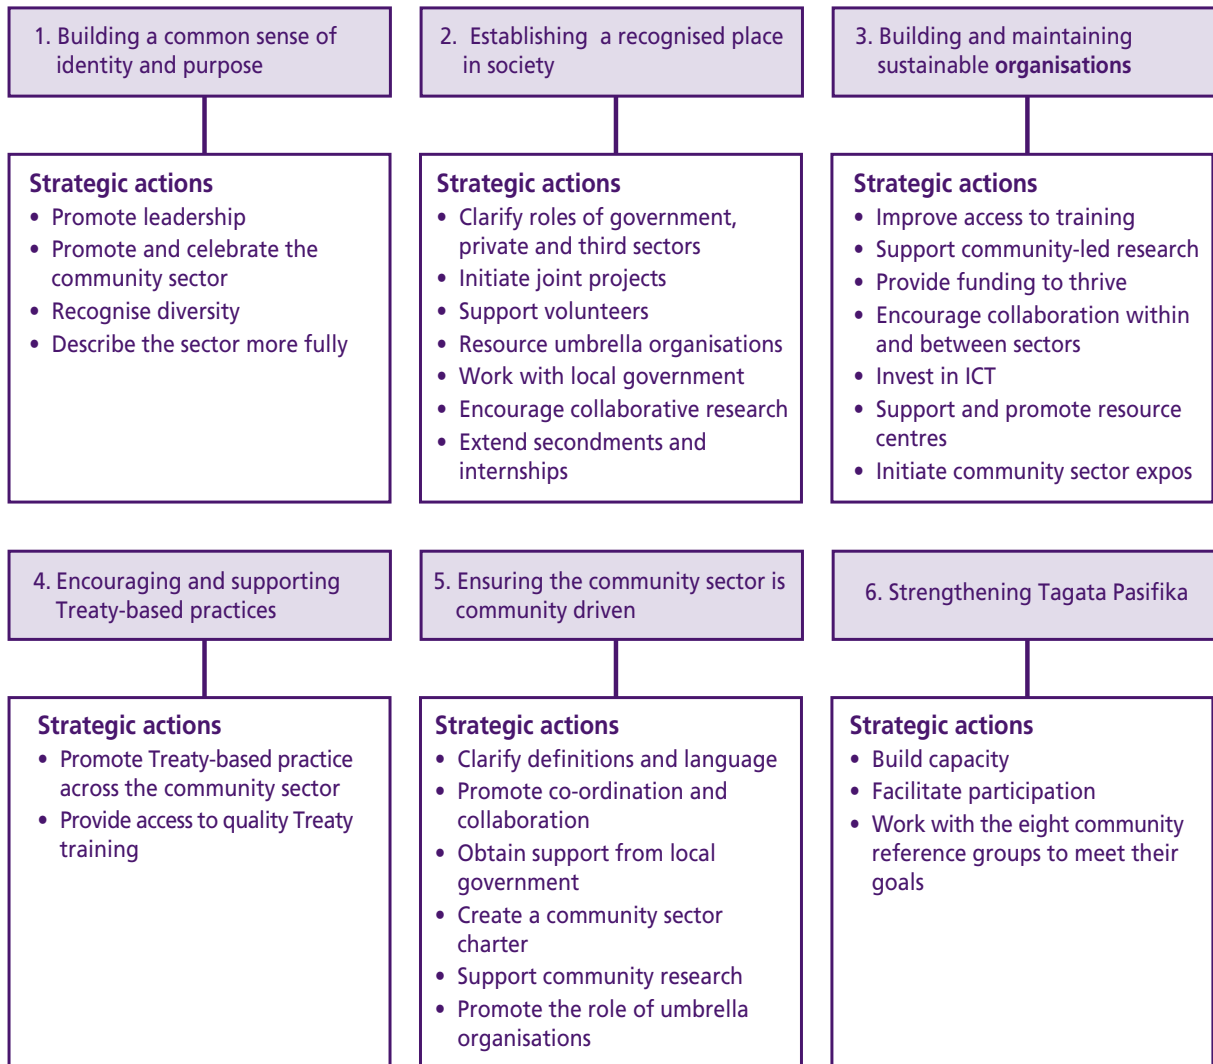 1. Building a common sense of
identity and purpose
Strategic actions
• Promote leadership
• Promote and celebrate the
community sector
• Recognise diversity
• Describe the sector more fully
2. Establishing a recognised place
in society
Strategic actions
• Clarify roles of government,
private and third sectors
• Initiate joint projects
• Support volunteers
• Resource umbrella organisations
• Work with local government
• Encourage collaborative research
• Extend secondments and
internships
3. Building and maintaining
sustainable organisations
Strategic actions
• Improve access to training
• Support community-led research
• Provide funding to thrive
• Encourage collaboration within
and between sectors
• Invest in ICT
• Support and promote resource
centres
• Initiate community sector expos
4. Encouraging and supporting
Treaty-based practices
Strategic actions
• Promote Treaty-based practice
across the community sector
• Provide access to quality Treaty
training
5. Ensuring the community sector is
community driven
Strategic actions
• Clarify definitions and language
• Promote co-ordination and
collaboration
• Obtain support from local
government
• Create a community sector
charter
• Support community research
• Promote the role of umbrella
organisations
6. Strengthening Tagata Pasifika
Strategic actions
• Build capacity
• Facilitate participation
• Work with the eight community
reference groups to meet their
goals